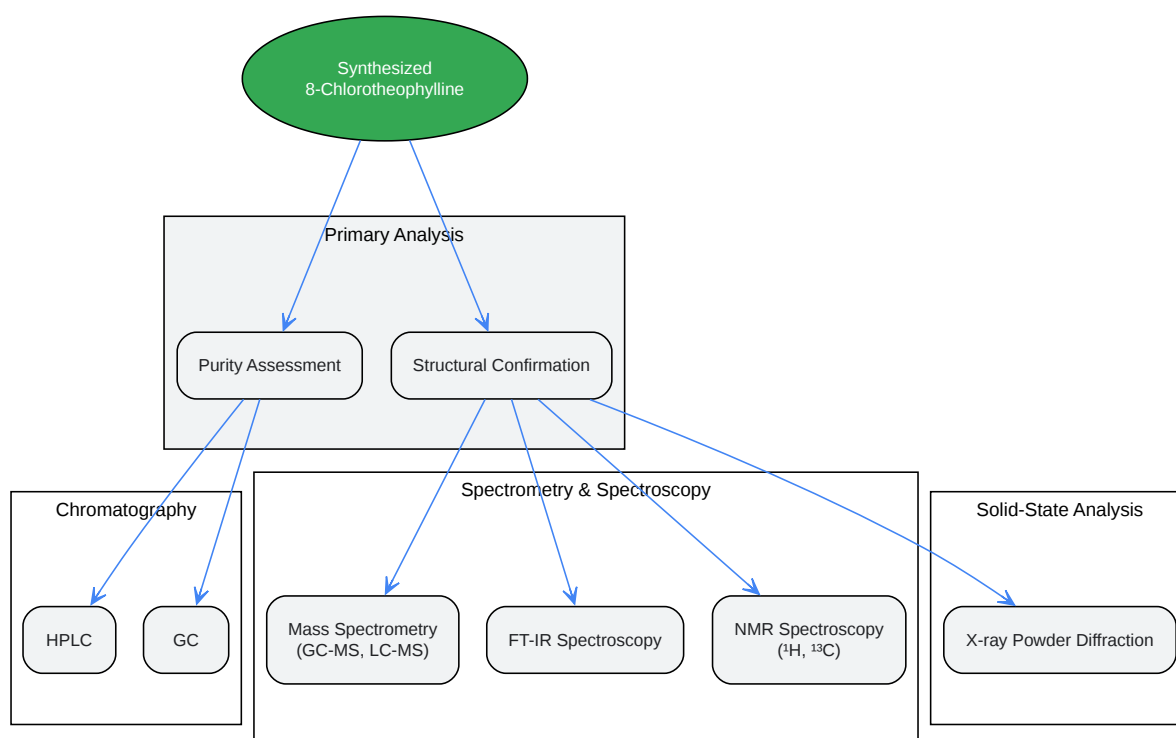 Synthesized
8-Chlorotheophylline
Primary Analysis
Purity Assessment
Structural Confirmation
Chromatography
Spectrometry & Spectroscopy
Solid-State Analysis
HPLC
GC
Mass Spectrometry
(GC-MS, LC-MS)
FT-IR Spectroscopy
NMR Spectroscopy
(¹H, ¹³C)
X-ray Powder Diffraction